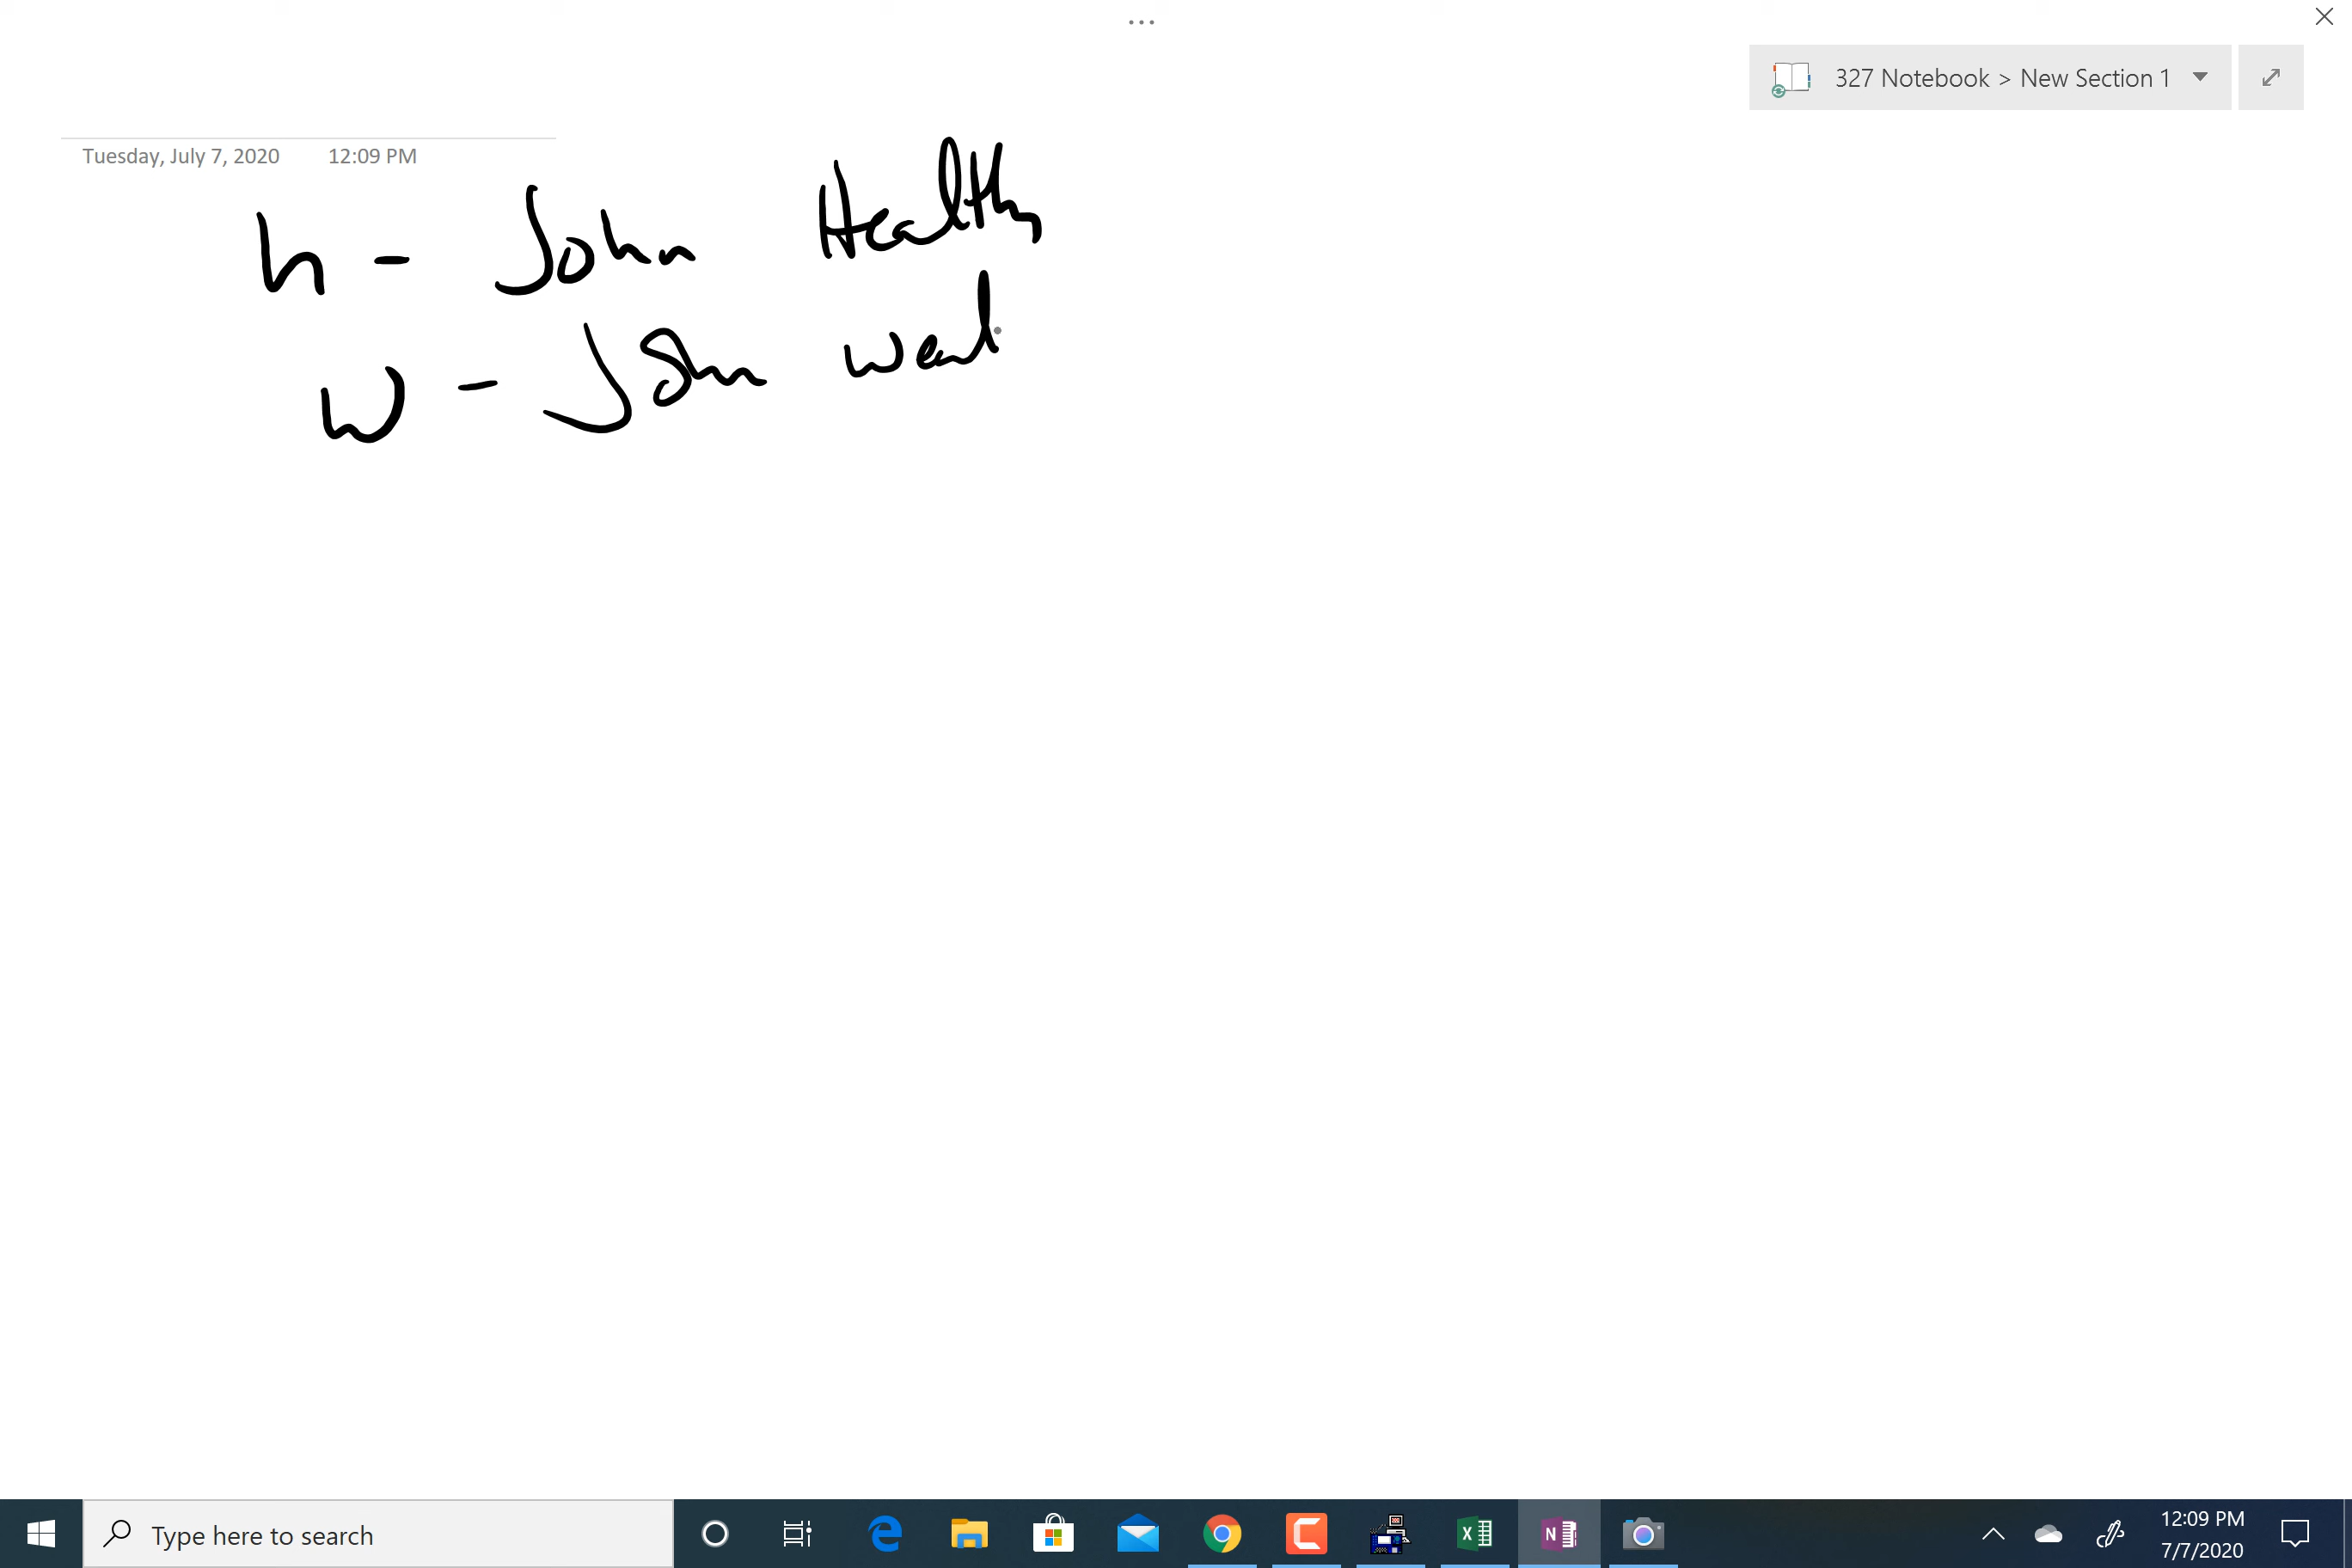 ...
327 Notebook > New Section 1
Tuesday, July 7, 2020 12:09 PM
h - John Healthy
w - John weal
Type here to search
12:09 PM
7/7/2020